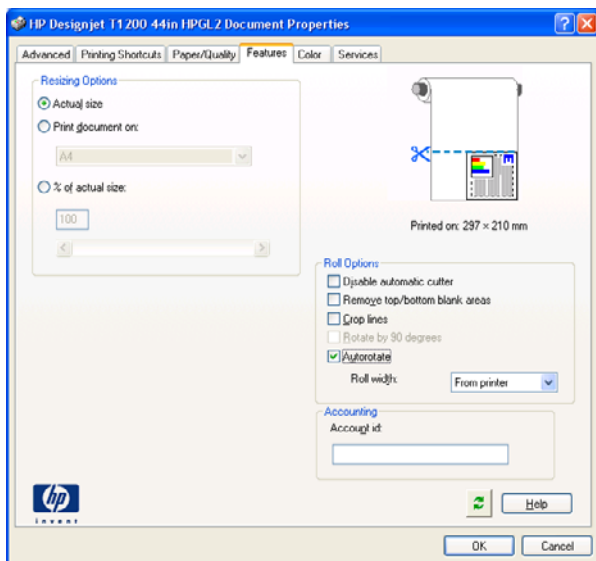 HP Designjet T1200 44in HPGL2 Document Properties
Advanced Printing Shortcuts Paper/Quality Features Color Services
Resizing Options
Actual size
Print document on:
A4
% of actual size:
100
Printed on: 297 × 210 mm
Roll Options
Disable automatic cutter
Remove top/bottom blank areas
Crop lines
Rotate by 90 degrees
Autorotate
Roll width: From printer
Accounting
Account id:
hp
invent
Help
OK Cancel